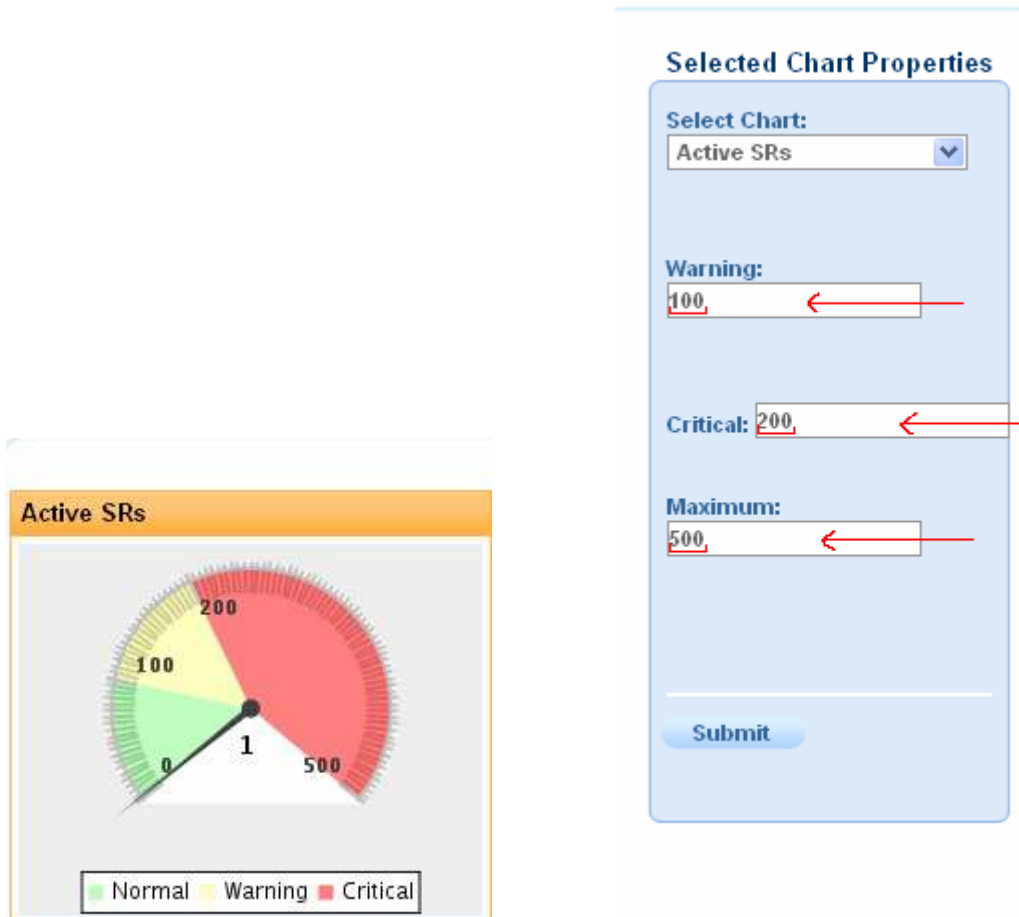 Selected Chart Properties
Select Chart:
Active SRs
Warning:
100
Critical: 200
Maximum:
500
Submit
Active SRs
200
100
1
0
500
Normal Warning Critical